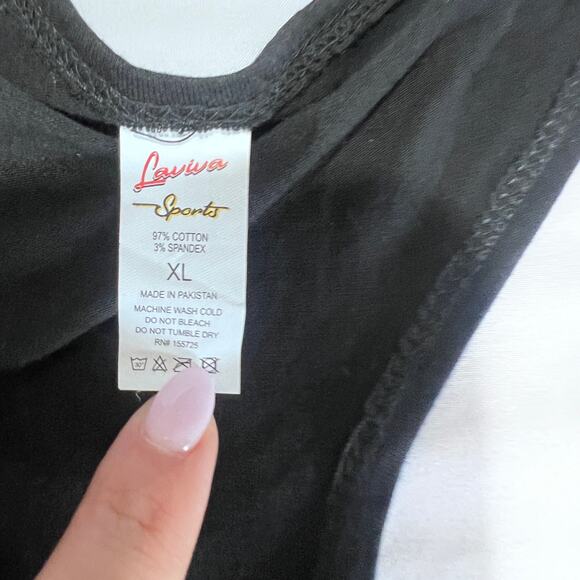 Laviva
Sports
97% COTTON
3% SPANDEX
XL
MADE IN PAKISTAN
MACHINE WASH COLD
DO NOT BLEACH
DO NOT TUMBLE DRY
RN# 155725
30°